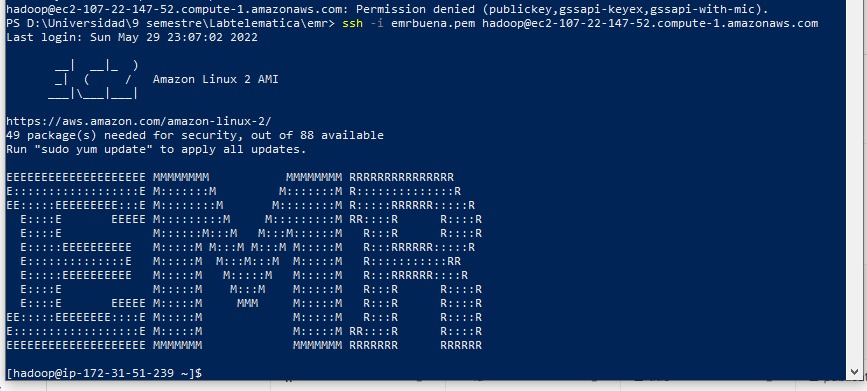 hadoop@ec2-107-22-147-52.compute-1.amazonaws.com: Permission denied (publickey,gssapi-keyex,gssapi-with-mic).
PS D:\Universidad\9 semestre\Labtelematica\emr> ssh -i emrbuena.pem hadoop@ec2-107-22-147-52.compute-1.amazonaws.com
Last login: Sun May 29 23:07:02 2022

       __|  __|_  )
       _|  (     /   Amazon Linux 2 AMI
      ___|\___|___|

https://aws.amazon.com/amazon-linux-2/
49 package(s) needed for security, out of 88 available
Run "sudo yum update" to apply all updates.

EEEEEEEEEEEEEEEEEEEE MMMMMMMM           MMMMMMMM RRRRRRRRRRRRRRR
E::::::::::::::::::E M:::::::M         M:::::::M R::::::::::::::R
EE:::::EEEEEEEEE:::E M::::::::M       M::::::::M R:::::RRRRRR:::::R
  E::::E       EEEEE M:::::::::M     M:::::::::M RR::::R      R::::R
  E::::E             M::::::M:::M   M:::M::::::M   R:::R      R::::R
  E:::::EEEEEEEEEE   M:::::M M:::M M:::M M:::::M   R:::RRRRRR:::::R
  E::::::::::::::E   M:::::M  M:::M:::M  M:::::M   R:::::::::::RR
  E:::::EEEEEEEEEE   M:::::M   M:::::M   M:::::M   R:::RRRRRR::::R
  E::::E             M:::::M    M:::M    M:::::M   R:::R      R::::R
  E::::E       EEEEE M:::::M     MMM     M:::::M   R:::R      R::::R
EE:::::EEEEEEEE::::E M:::::M             M:::::M   R:::R      R::::R
E::::::::::::::::::E M:::::M             M:::::M RR::::R      R::::R
EEEEEEEEEEEEEEEEEEEE MMMMMMM             MMMMMMM RRRRRRR      RRRRRR

[hadoop@ip-172-31-51-239 ~]$